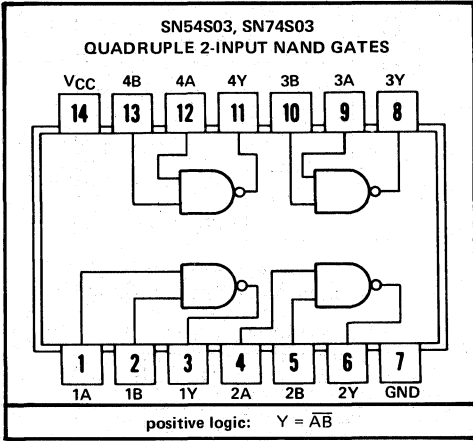 SN54S03, SN74S03
QUADRUPLE 2-INPUT NAND GATES
VCC 4B 4A 4Y 3B 3A 3Y
14 13 12 11 10 9 8
1 2 3 4 5 6 7
1A 1B 1Y 2A 2B 2Y GND
positive logic: Y = A̅B̅